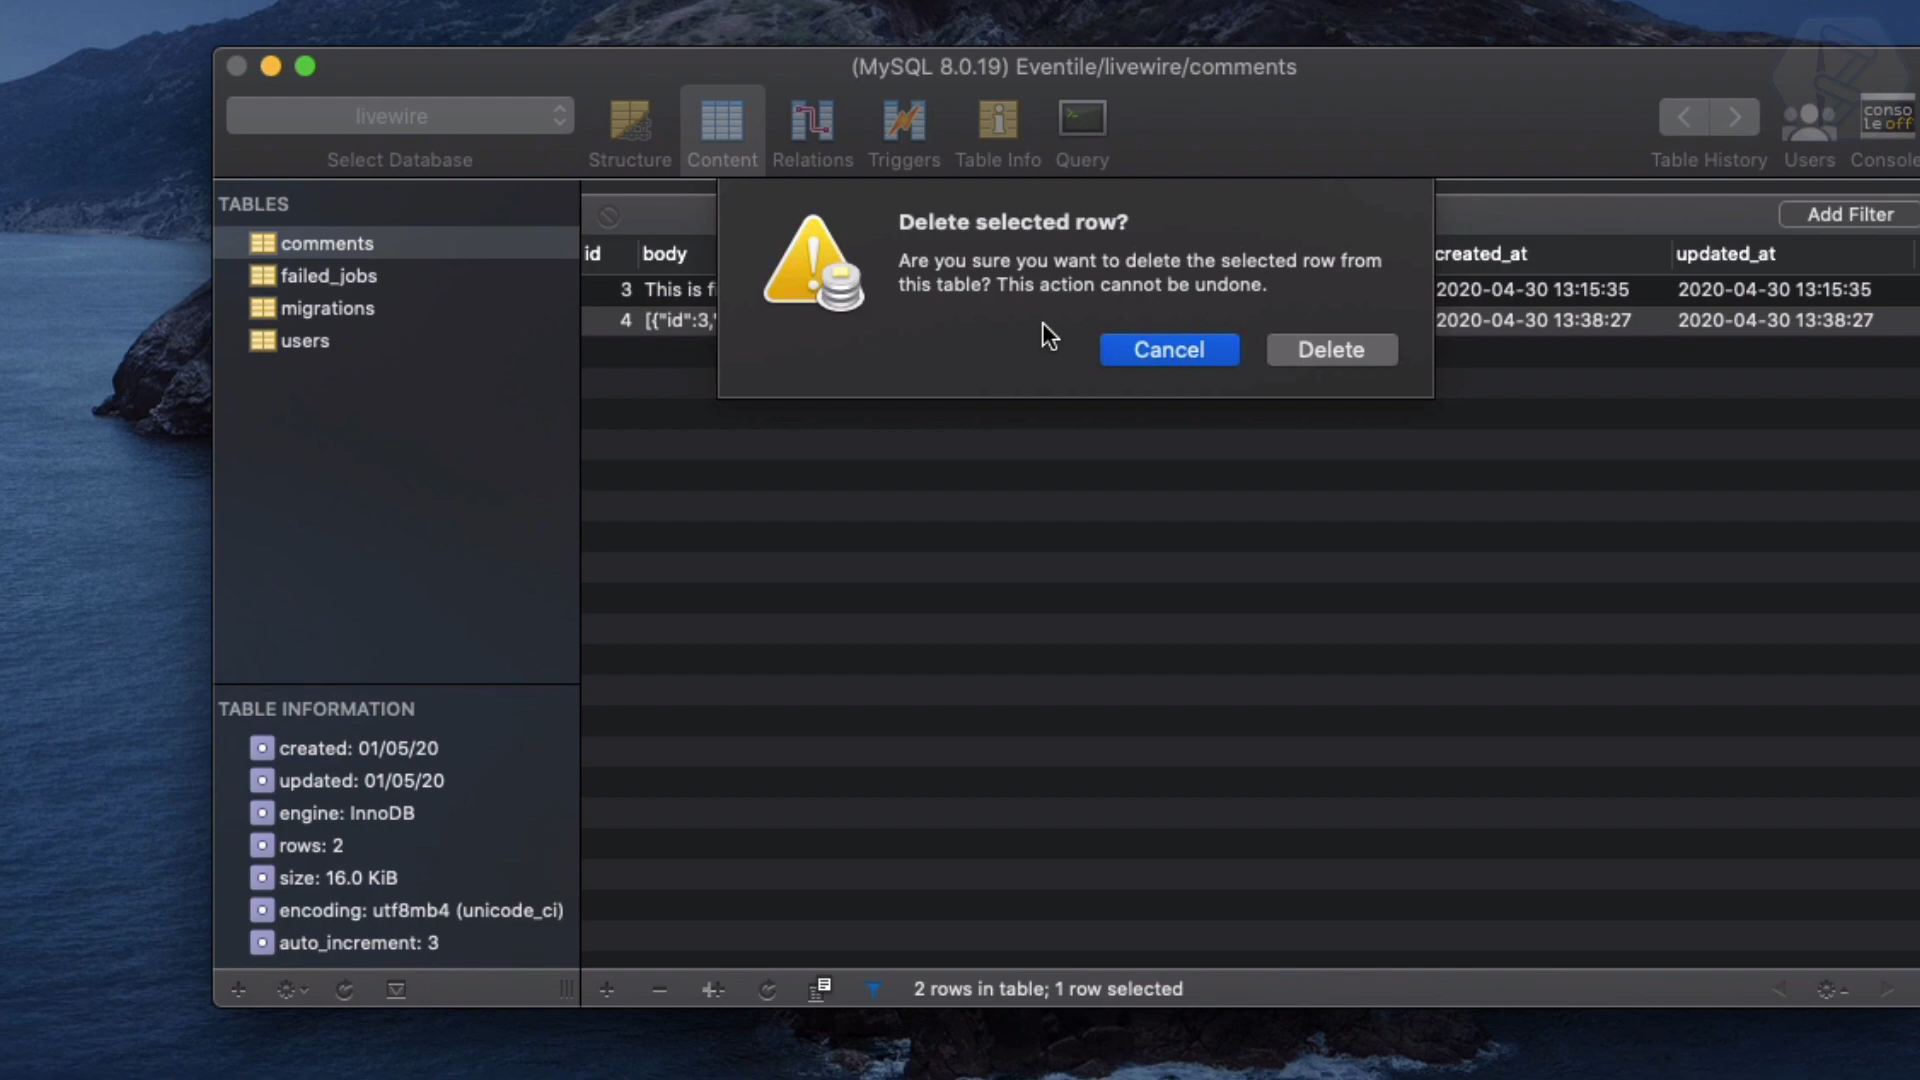 (MySQL 8.0.19) Eventile/livewire/comments
livewire
Select Database
Structure
Content
Relations
Triggers
Table Info
Query
Table History
Users
conso
le off
Console
TABLES
comments
failed_jobs
migrations
users
Add Filter
id
body
created_at
updated_at
3
This is fi
2020-04-30 13:15:35
2020-04-30 13:15:35
4
[{"id":3,"
2020-04-30 13:38:27
2020-04-30 13:38:27
Delete selected row?
Are you sure you want to delete the selected row from
this table? This action cannot be undone.
Cancel
Delete
TABLE INFORMATION
created: 01/05/20
updated: 01/05/20
engine: InnoDB
rows: 2
size: 16.0 KiB
encoding: utf8mb4 (unicode_ci)
auto_increment: 3
2 rows in table; 1 row selected